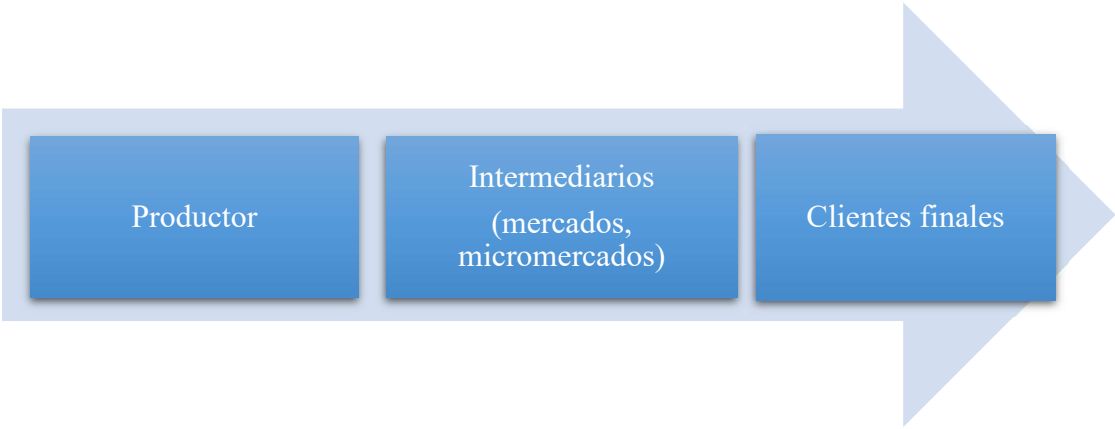 Productor
Intermediarios
(mercados,
micromercados)
Clientes finales